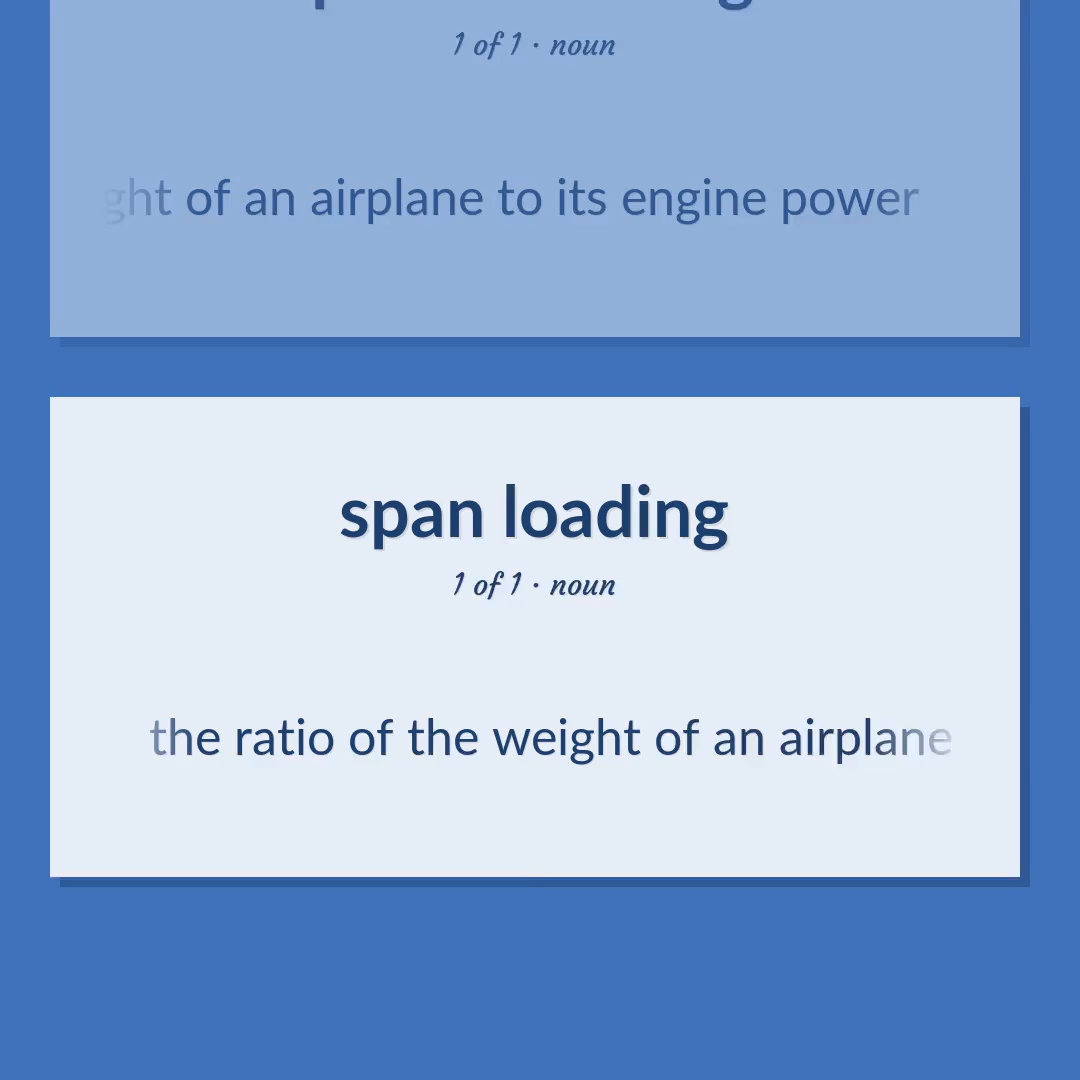 1 of 1 · noun
of an airplane to its engine power
span loading
1 of 1 · noun
the ratio of the weight of an airplane